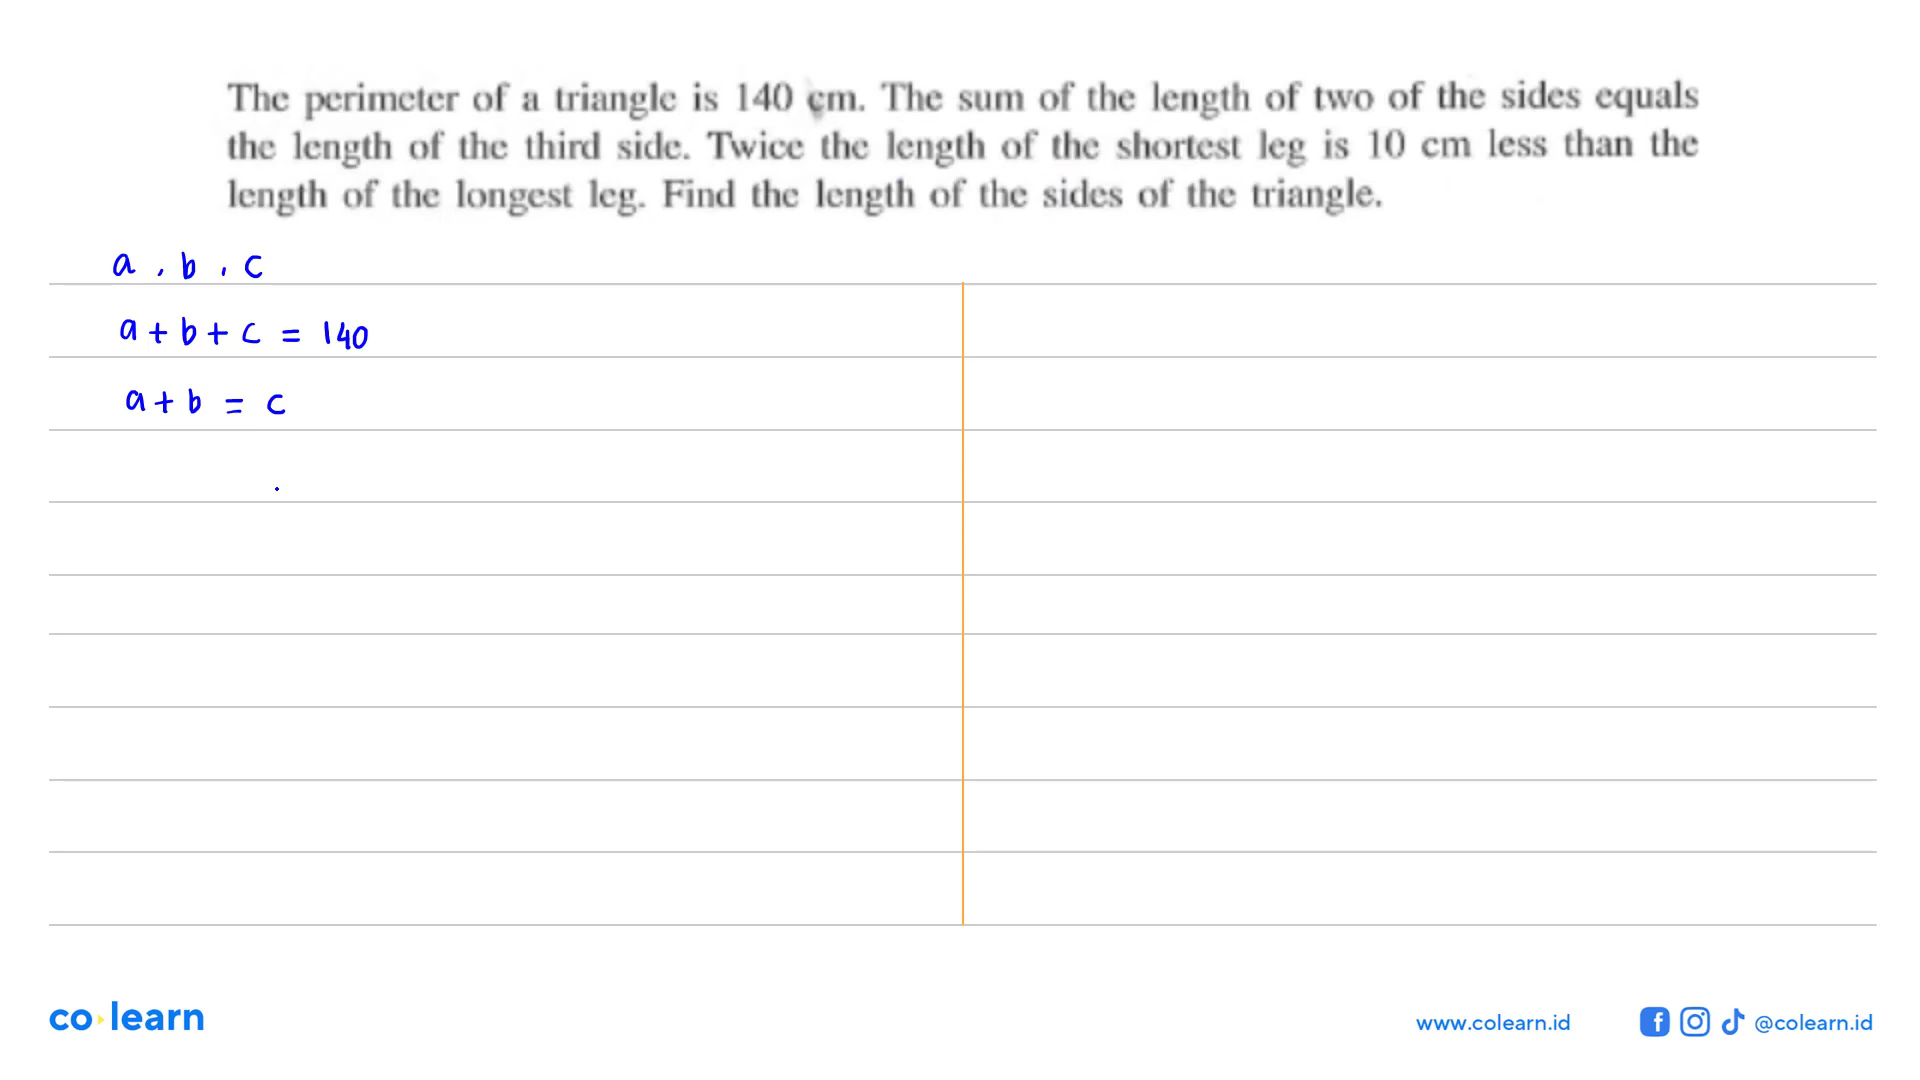 The perimeter of a triangle is 140 cm. The sum of the length of two of the sides equals
the length of the third side. Twice the length of the shortest leg is 10 cm less than the
length of the longest leg. Find the length of the sides of the triangle.
a, b, c
a + b + c = 140
a + b = c
co learn
www.colearn.id
@colearn.id